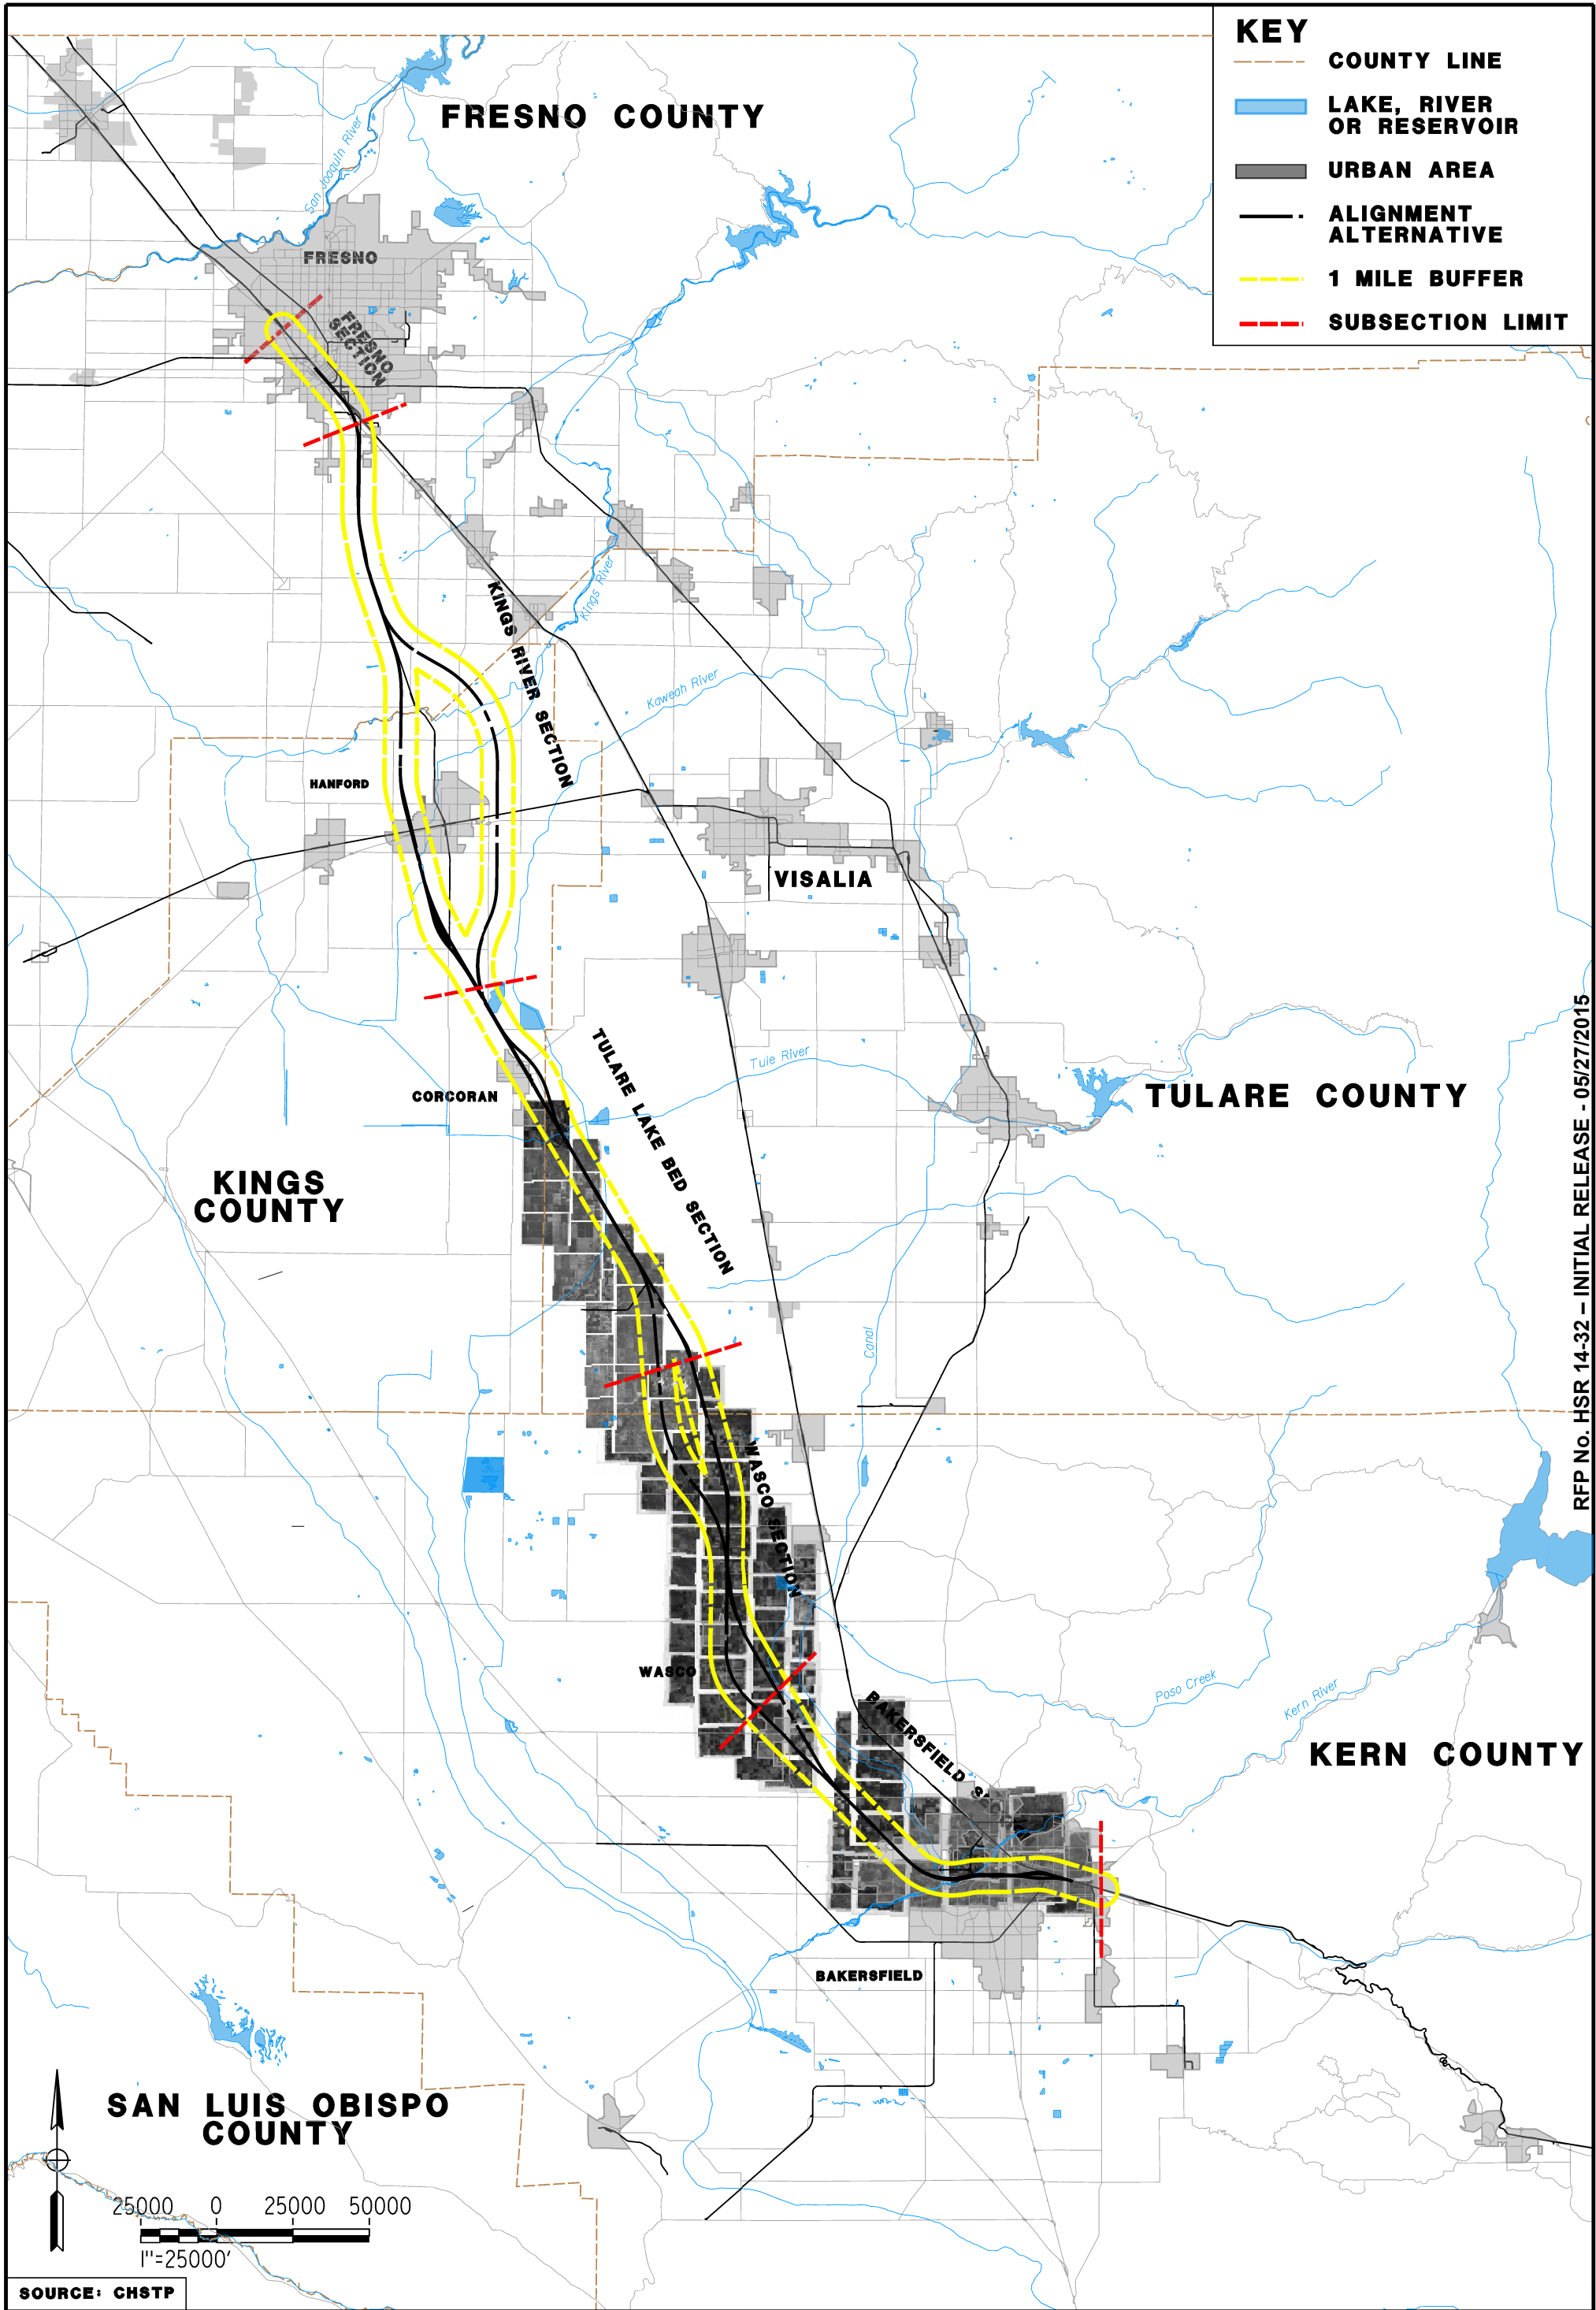 KEY
COUNTY LINE
LAKE, RIVER
OR RESERVOIR
URBAN AREA
ALIGNMENT
ALTERNATIVE
1 MILE BUFFER
SUBSECTION LIMIT
FRESNO COUNTY
San Joaquin River
FRESNO
FRESNO
SECTION
Kings River
KINGS RIVER SECTION
Kaweah River
HANFORD
VISALIA
TULARE LAKE BED SECTION
Tule River
CORCORAN
TULARE COUNTY
KINGS
COUNTY
Canal
WASCO SECTION
WASCO
Poso Creek
Kern River
BAKERSFIELD S
KERN COUNTY
BAKERSFIELD
SAN LUIS OBISPO
COUNTY
25000 0 25000 50000
1"=25000'
SOURCE: CHSTP
RFP No. HSR 14-32 – INITIAL RELEASE - 05/27/2015